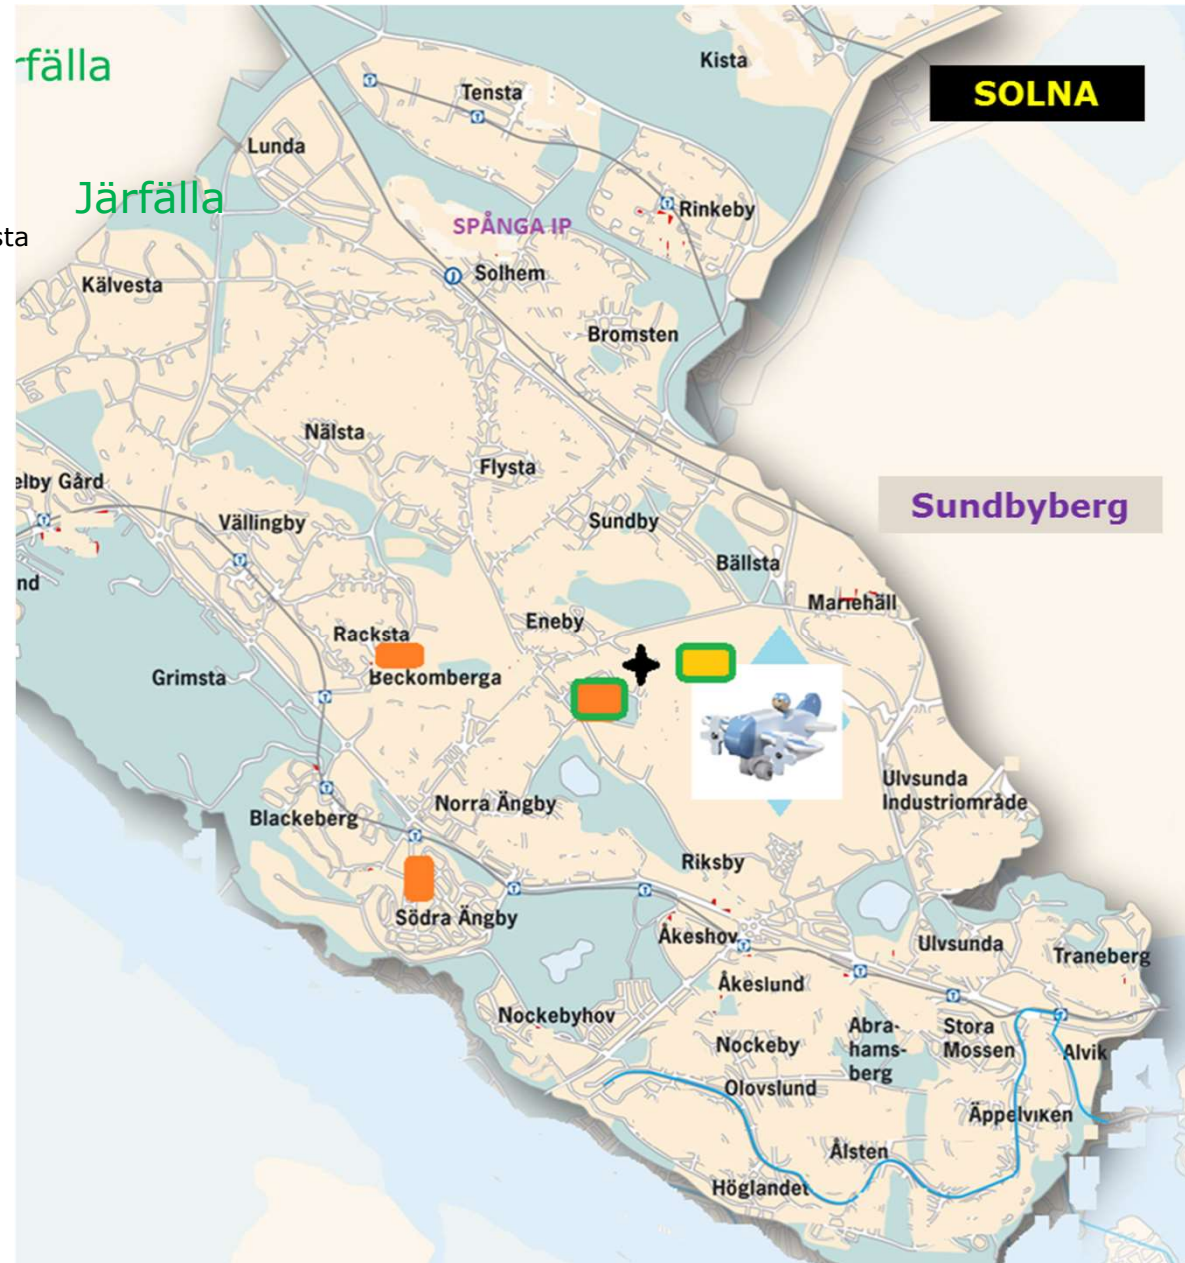 rfälla
Kista
SOLNA
Tensta
Lunda
Järfälla
Rinkeby
SPÅNGA IP
sta
Solhem
Kälvesta
Bromsten
Nälsta
Flysta
elby Gård
Sundbyberg
Vällingby
Sundby
Bällsta
nd
Mariehäll
Eneby
Racksta
Grimsta
Beckomberga
Ulvsunda
Industriområde
Norra Ängby
Blackeberg
Riksby
Södra Ängby
Åkeshov
Ulvsunda
Traneberg
Åkeslund
Nockebyhov
Abra-
hams-
berg
Stora
Mossen
Nockeby
Alvik
Olovslund
Äppelviken
Ålsten
Höglandet